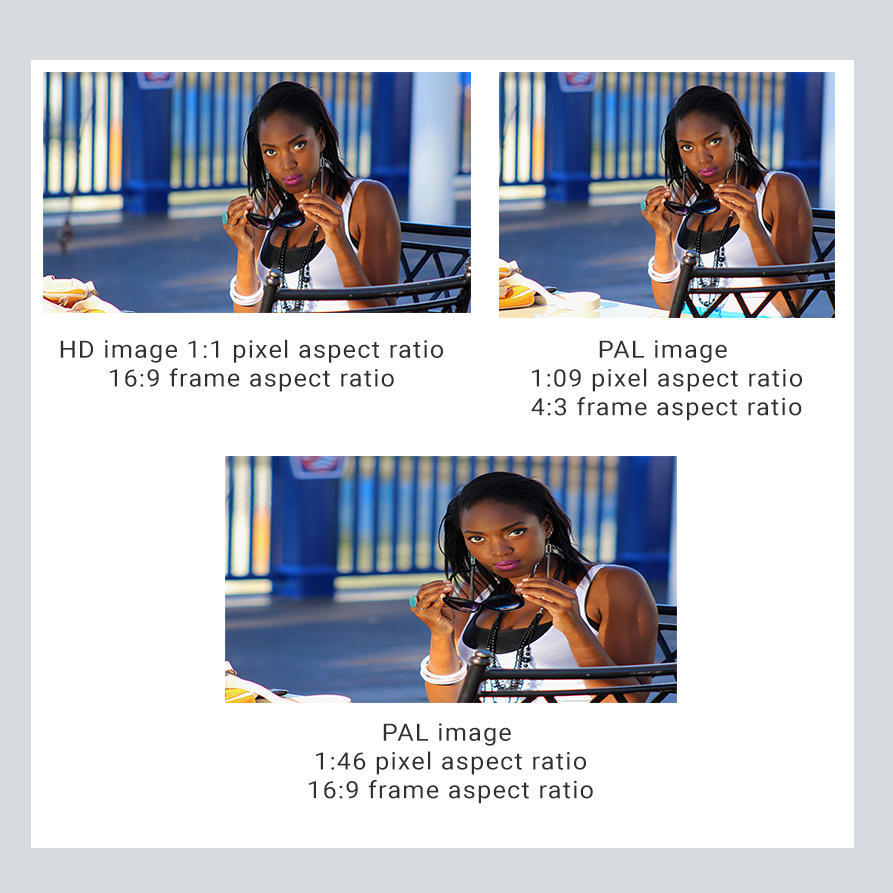 HD image 1:1 pixel aspect ratio
16:9 frame aspect ratio
PAL image
1:09 pixel aspect ratio
4:3 frame aspect ratio
PAL image
1:46 pixel aspect ratio
16:9 frame aspect ratio